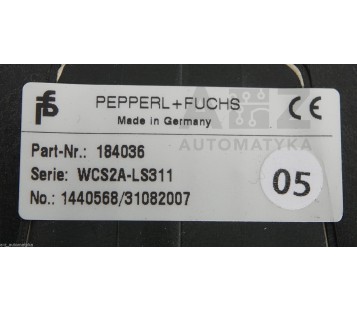 PEPPERL+FUCHS
Made in Germany
CE
Part-Nr.: 184036
Serie: WCS2A-LS311
No.: 1440568/31082007
05
AUTOMATYKA